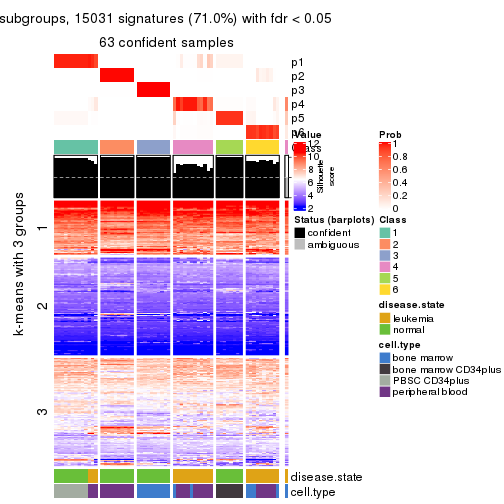 subgroups, 15031 signatures (71.0%) with fdr < 0.05
63 confident samples
p1
p2
p3
p4
p5
p6
Class
Silhouette
score
k-means with 3 groups
1
2
3
disease.state
cell.type
Value
12
10
8
6
4
2
Status (barplots)
confident
ambiguous
Prob
1
0.8
0.6
0.4
0.2
0
Class
1
2
3
4
5
6
disease.state
leukemia
normal
cell.type
bone marrow
bone marrow CD34plus
PBSC CD34plus
peripheral blood